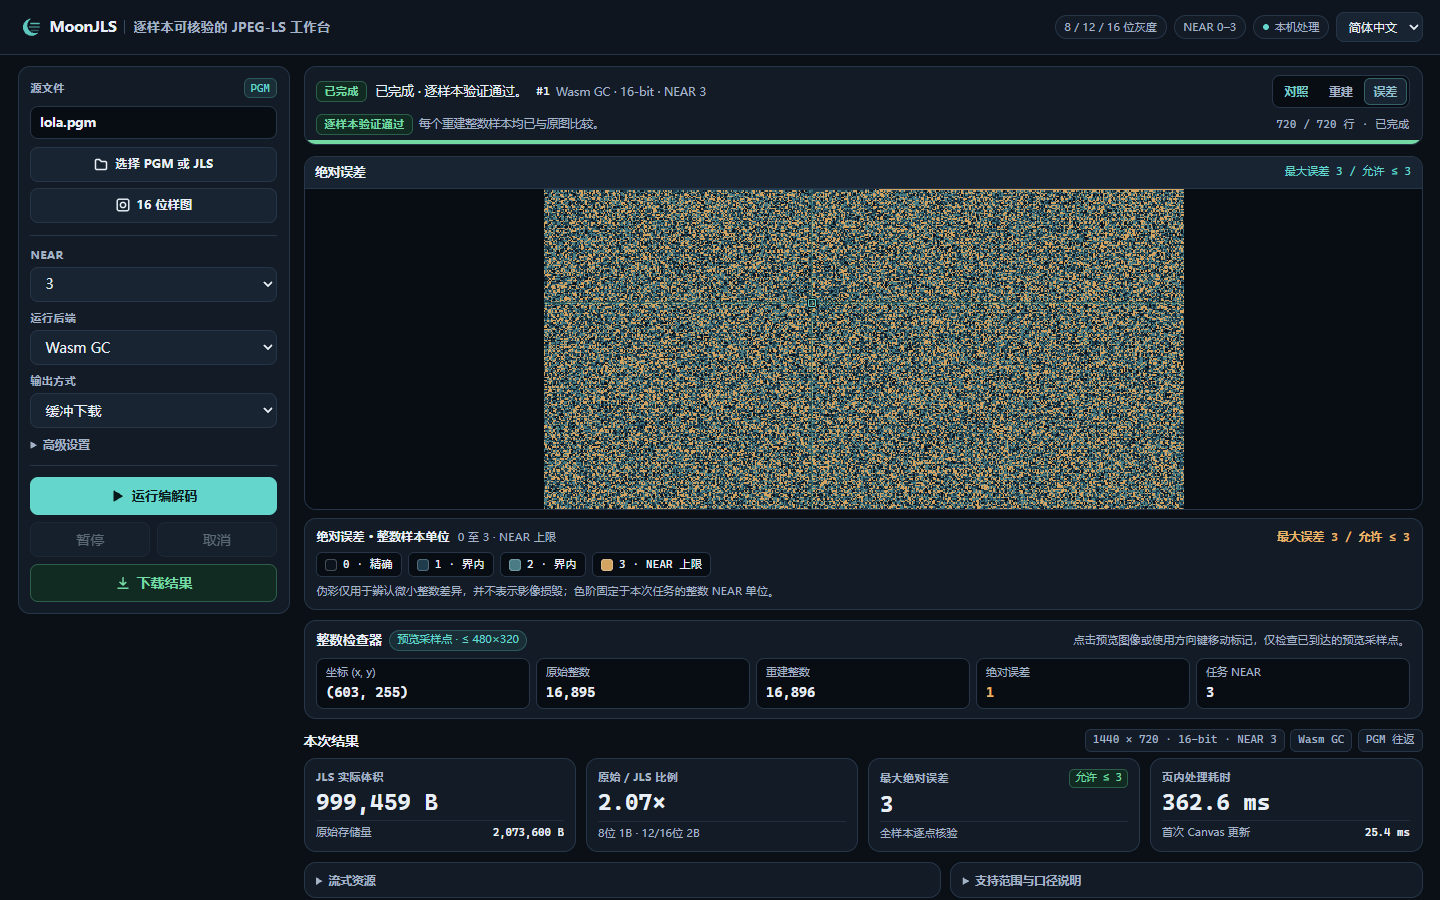 MoonJLS 逐样本可核验的 JPEG-LS 工作台
8 / 12 / 16 位灰度 NEAR 0–3 本机处理 简体中文
源文件 PGM
lola.pgm
选择 PGM 或 JLS
16 位样图
NEAR
3
运行后端
Wasm GC
输出方式
缓冲下载
高级设置
运行编解码
暂停 取消
下载结果
已完成 已完成 · 逐样本验证通过。 #1 Wasm GC · 16-bit · NEAR 3
对照 重建 误差
逐样本验证通过 每个重建整数样本均已与原图比较。
720 / 720 行 · 已完成
绝对误差 最大误差 3 / 允许 ≤ 3
绝对误差 • 整数样本单位 0 至 3 · NEAR 上限 最大误差 3 / 允许 ≤ 3
0 · 精确 1 · 界内 2 · 界内 3 · NEAR 上限
伪彩仅用于辨认微小整数差异，并不表示影像损毁；色阶固定于本次任务的整数 NEAR 单位。
整数检查器 预览采样点 · ≤ 480×320 点击预览图像或使用方向键移动标记，仅检查已到达的预览采样点。
坐标 (x, y) 原始整数 重建整数 绝对误差 任务 NEAR
(603, 255) 16,895 16,896 1 3
本次结果 1440 × 720 · 16-bit · NEAR 3 Wasm GC PGM 往返
JLS 实际体积 原始 / JLS 比例 最大绝对误差 允许 ≤ 3 页内处理耗时
999,459 B 2.07× 3 362.6 ms
原始存储量 2,073,600 B 8位 1B · 12/16位 2B 全样本逐点核验 首次 Canvas 更新 25.4 ms
流式资源 支持范围与口径说明